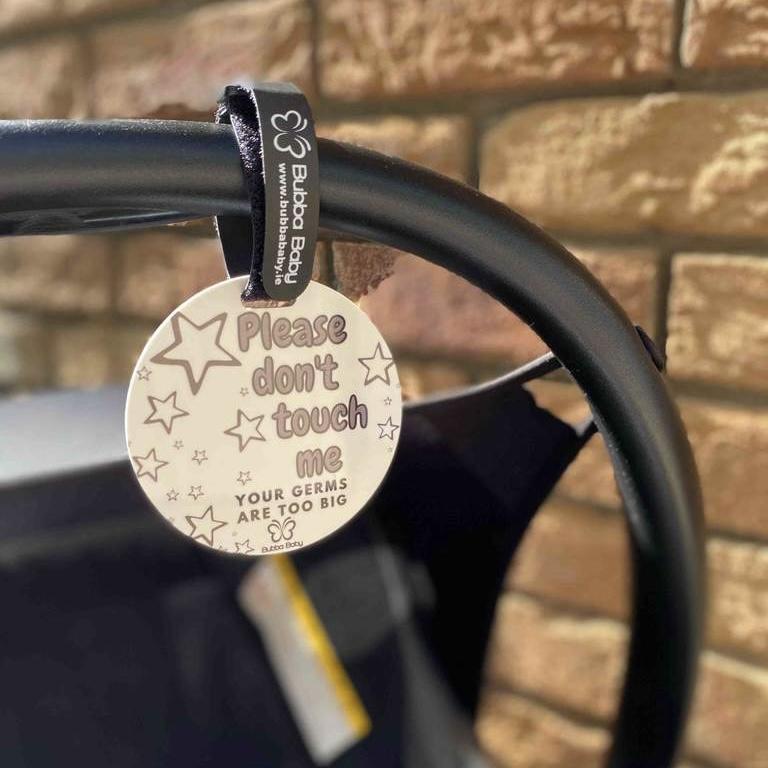 Bubba Baby
www.bubbababy.ie
Please
don't
touch
me
YOUR GERMS
ARE TOO BIG
Bubba Baby